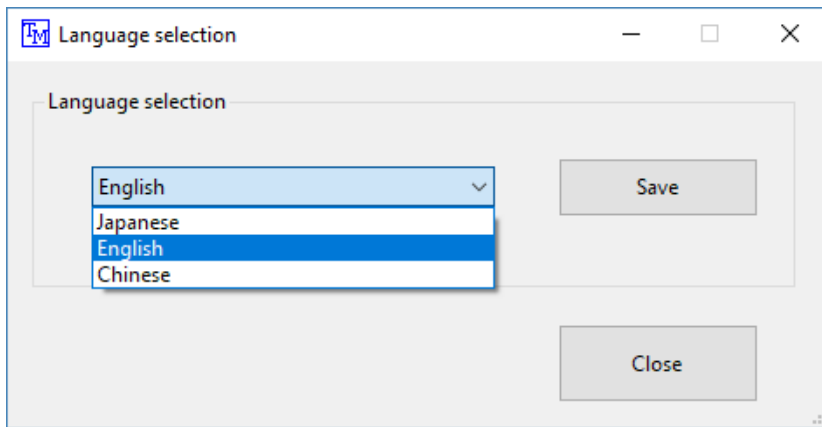 TM Language selection
Language selection
English
Save
Japanese
English
Chinese
Close